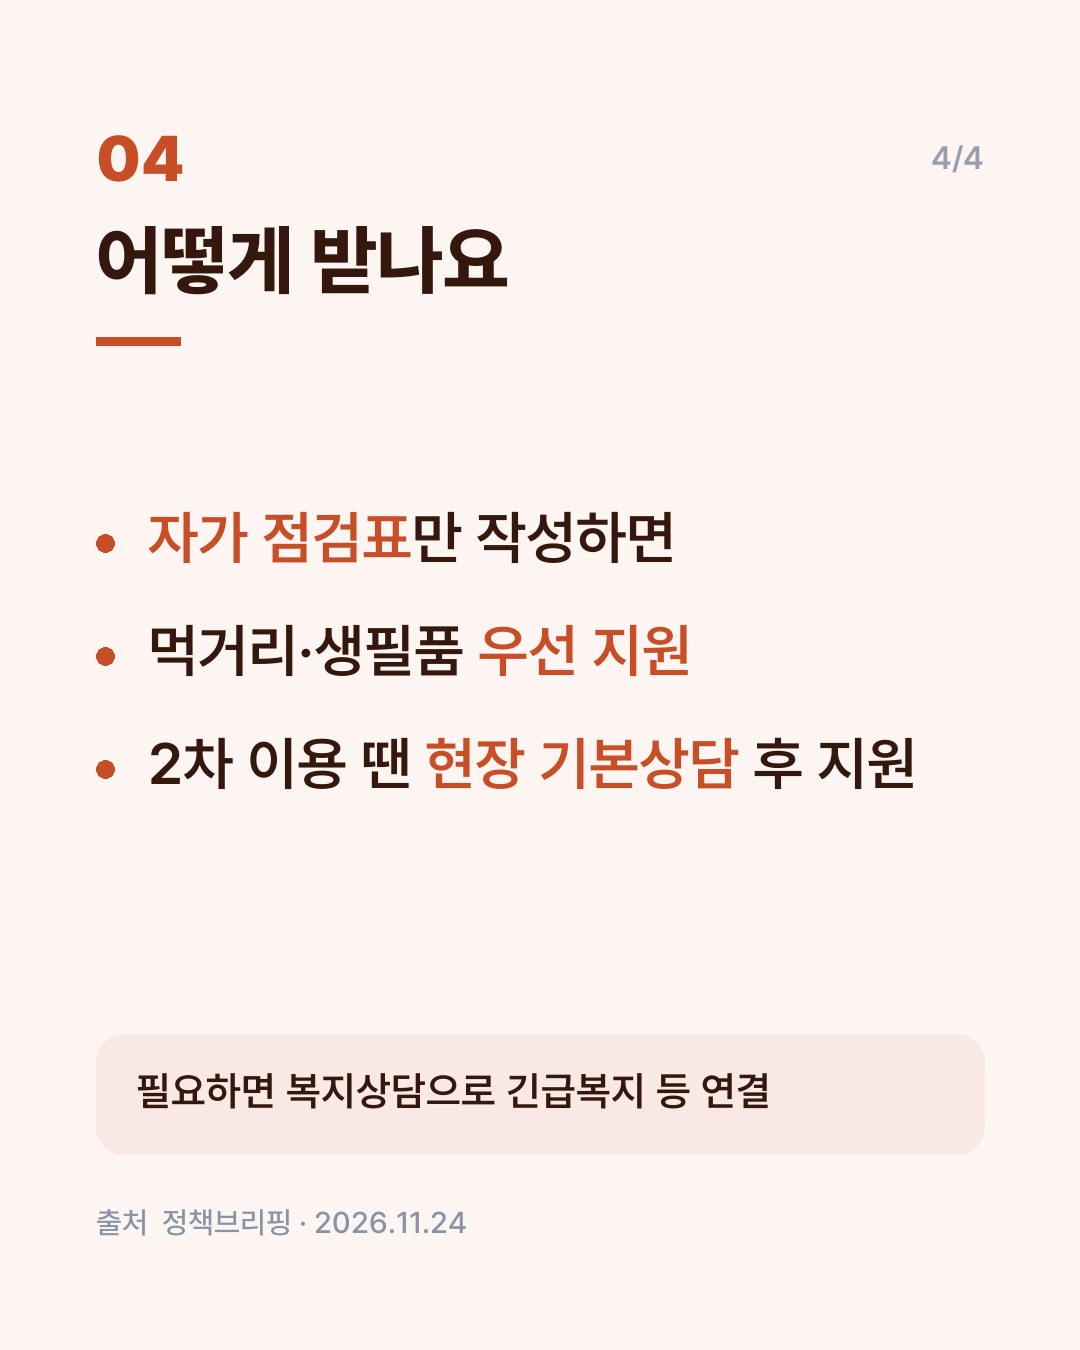 04
4/4
어떻게 받나요
자가 점검표만 작성하면
먹거리·생필품 우선 지원
2차 이용 땐 현장 기본상담 후 지원
필요하면 복지상담으로 긴급복지 등 연결
출처 정책브리핑 · 2026.11.24